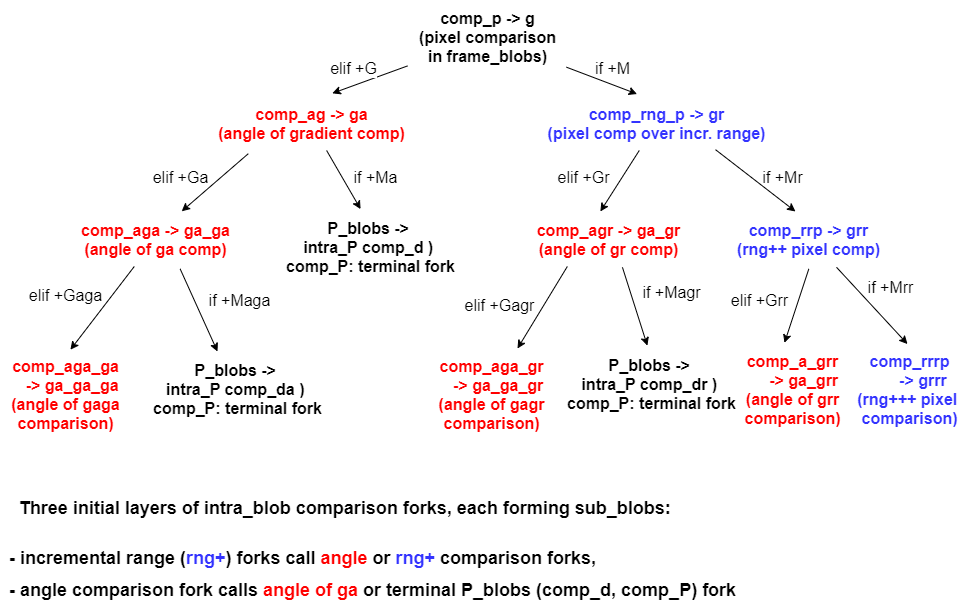 comp_p -> g
(pixel comparison
in frame_blobs)
elif +G
if +M
comp_ag -> ga
(angle of gradient comp)
comp_rng_p -> gr
(pixel comp over incr. range)
elif +Ga
if +Ma
elif +Gr
if +Mr
comp_aga -> ga_ga
(angle of ga comp)
P_blobs ->
intra_P comp_d )
comp_P: terminal fork
comp_agr -> ga_gr
(angle of gr comp)
comp_rrp -> grr
(rng++ pixel comp)
elif +Gaga
if +Maga
elif +Gagr
if +Magr
elif +Grr
if +Mrr
comp_aga_ga
-> ga_ga_ga
(angle of gaga
comparison)
P_blobs ->
intra_P comp_da )
comp_P: terminal fork
comp_aga_gr
-> ga_ga_gr
(angle of gagr
comparison)
P_blobs ->
intra_P comp_dr )
comp_P: terminal fork
comp_a_grr
-> ga_grr
(angle of grr
comparison)
comp_rrrp
-> grrr
(rng+++ pixel
comparison)
Three initial layers of intra_blob comparison forks, each forming sub_blobs:
- incremental range (rng+) forks call angle or rng+ comparison forks,
- angle comparison fork calls angle of ga or terminal P_blobs (comp_d, comp_P) fork